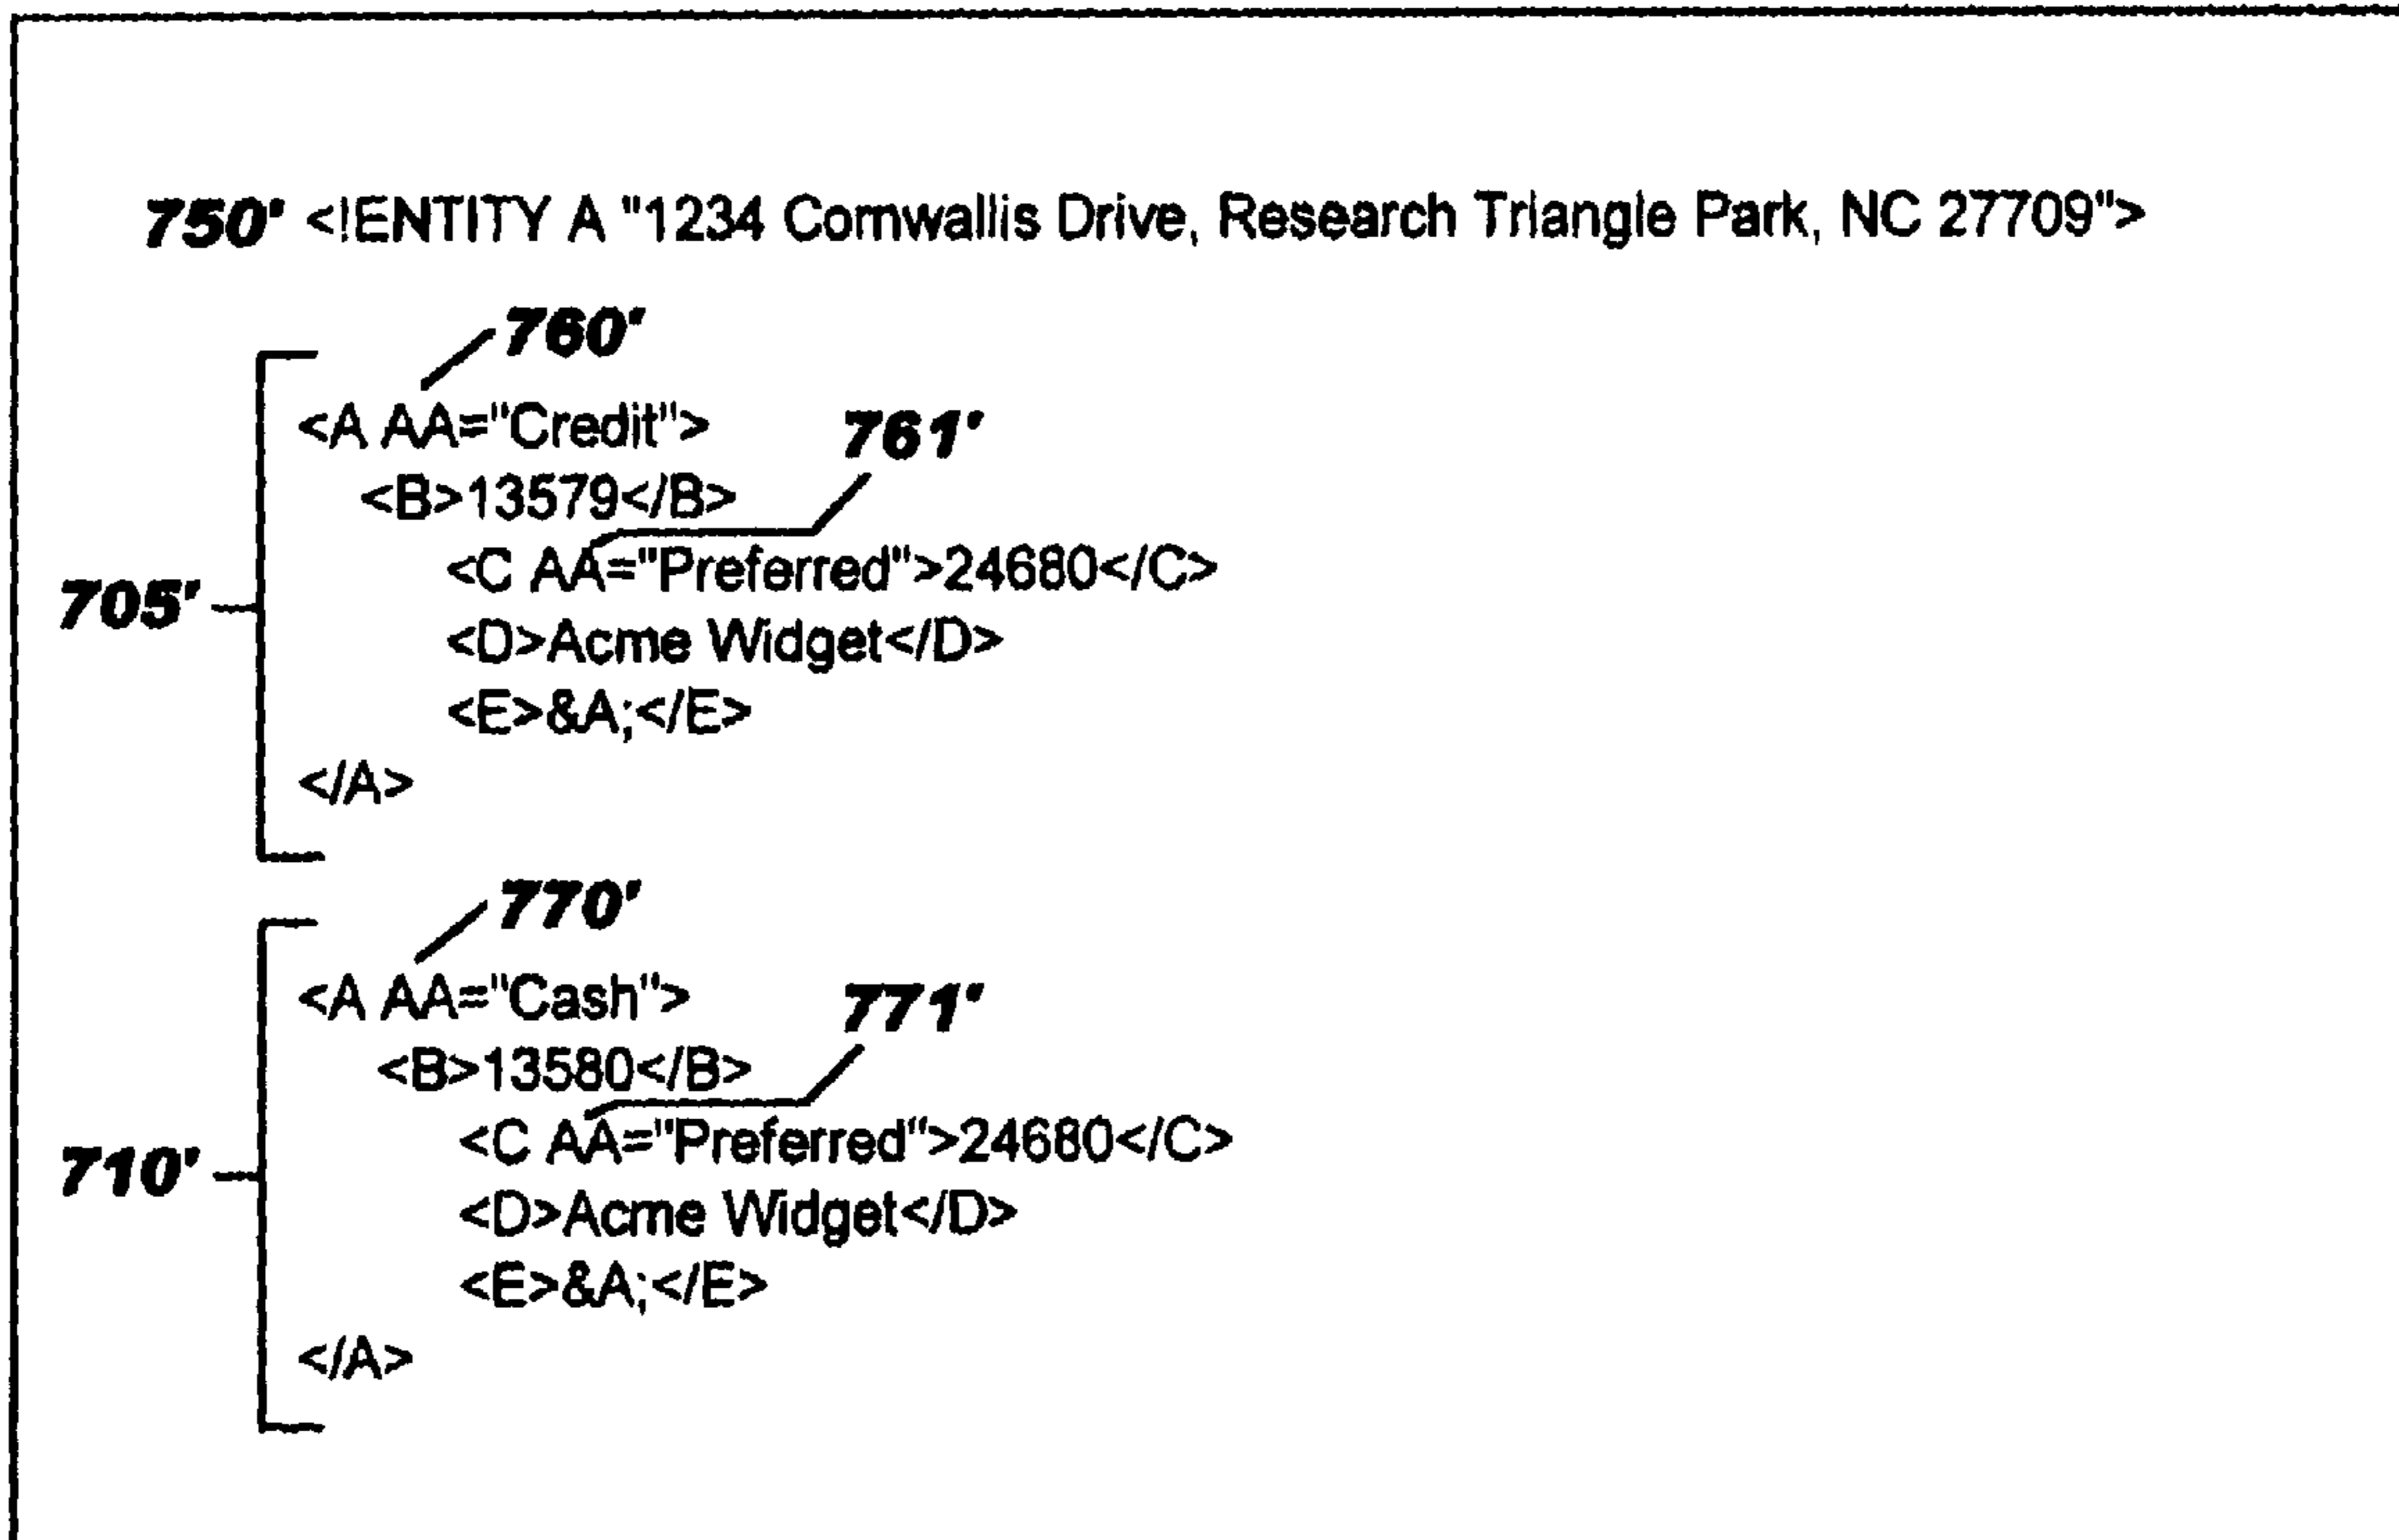 750' <!ENTITY A "1234 Cornwallis Drive, Research Triangle Park, NC 27709">
760'
<A AA="Credit">
761'
<B>13579</B>
<C AA="Preferred">24680</C>
705'
<D>Acme Widget</D>
<E>&A;</E>
</A>
770'
<A AA="Cash">
771'
<B>13580</B>
<C AA="Preferred">24680</C>
710'
<D>Acme Widget</D>
<E>&A;</E>
</A>